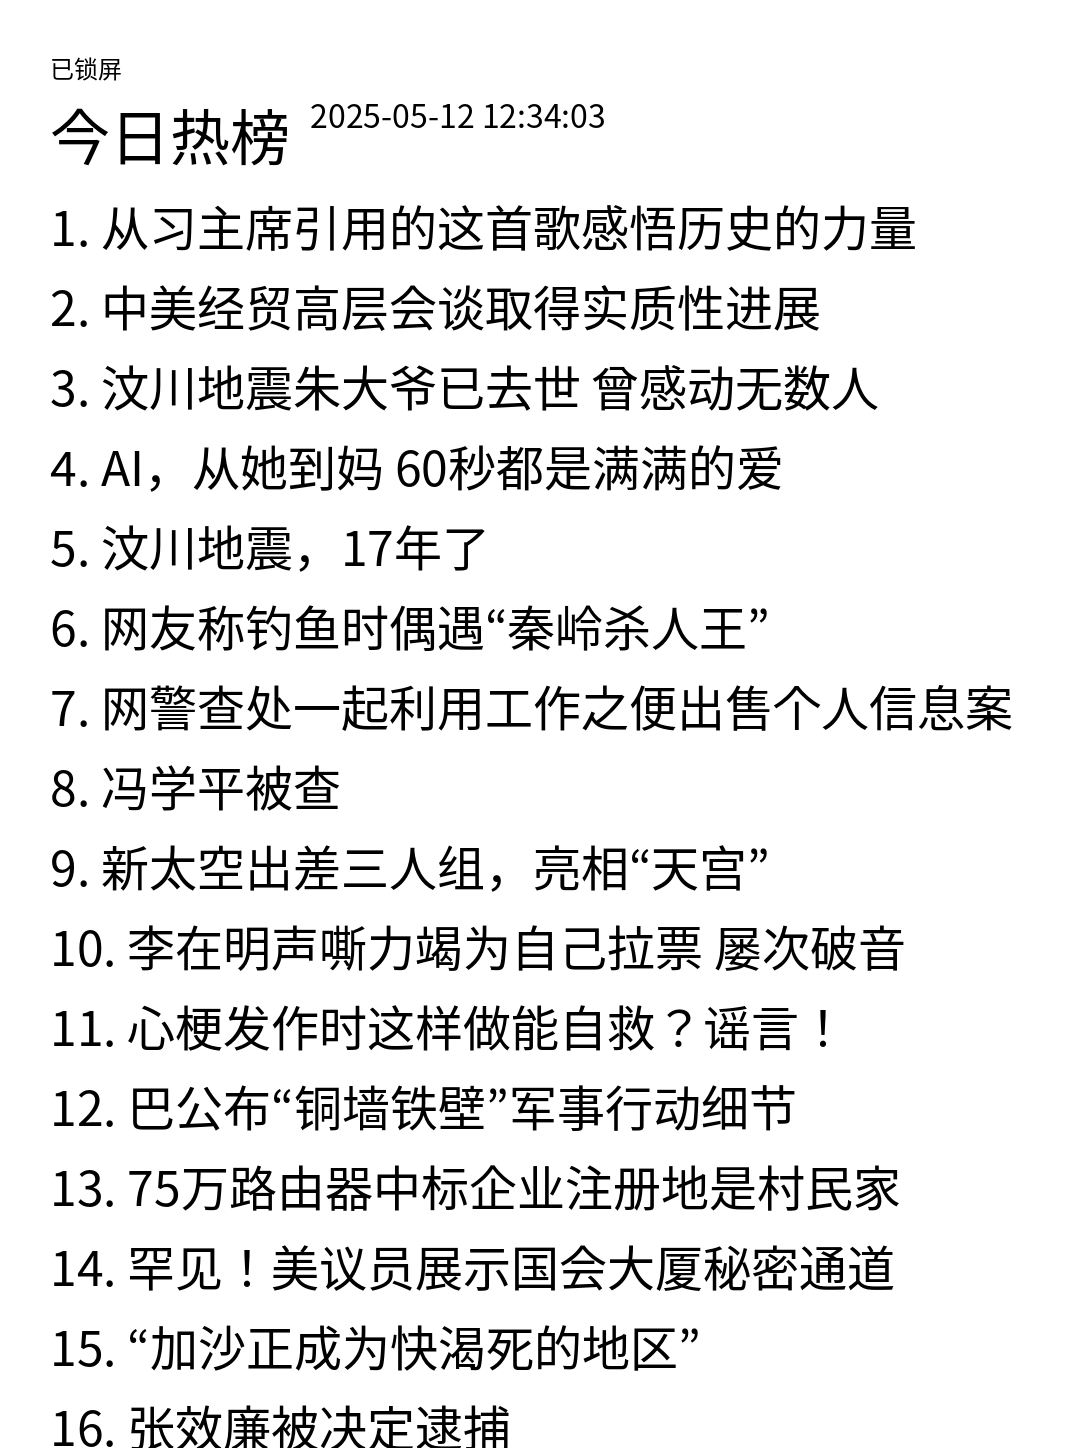 已锁屏
今日热榜 2025-05-12 12:34:03
1. 从习主席引用的这首歌感悟历史的力量
2. 中美经贸高层会谈取得实质性进展
3. 汶川地震朱大爷已去世 曾感动无数人
4. AI，从她到妈 60秒都是满满的爱
5. 汶川地震，17年了
6. 网友称钓鱼时偶遇“秦岭杀人王”
7. 网警查处一起利用工作之便出售个人信息案
8. 冯学平被查
9. 新太空出差三人组，亮相“天宫”
10. 李在明声嘶力竭为自己拉票 屡次破音
11. 心梗发作时这样做能自救？谣言！
12. 巴公布“铜墙铁壁”军事行动细节
13. 75万路由器中标企业注册地是村民家
14. 罕见！美议员展示国会大厦秘密通道
15. “加沙正成为快渴死的地区”
16. 张效廉被决定逮捕